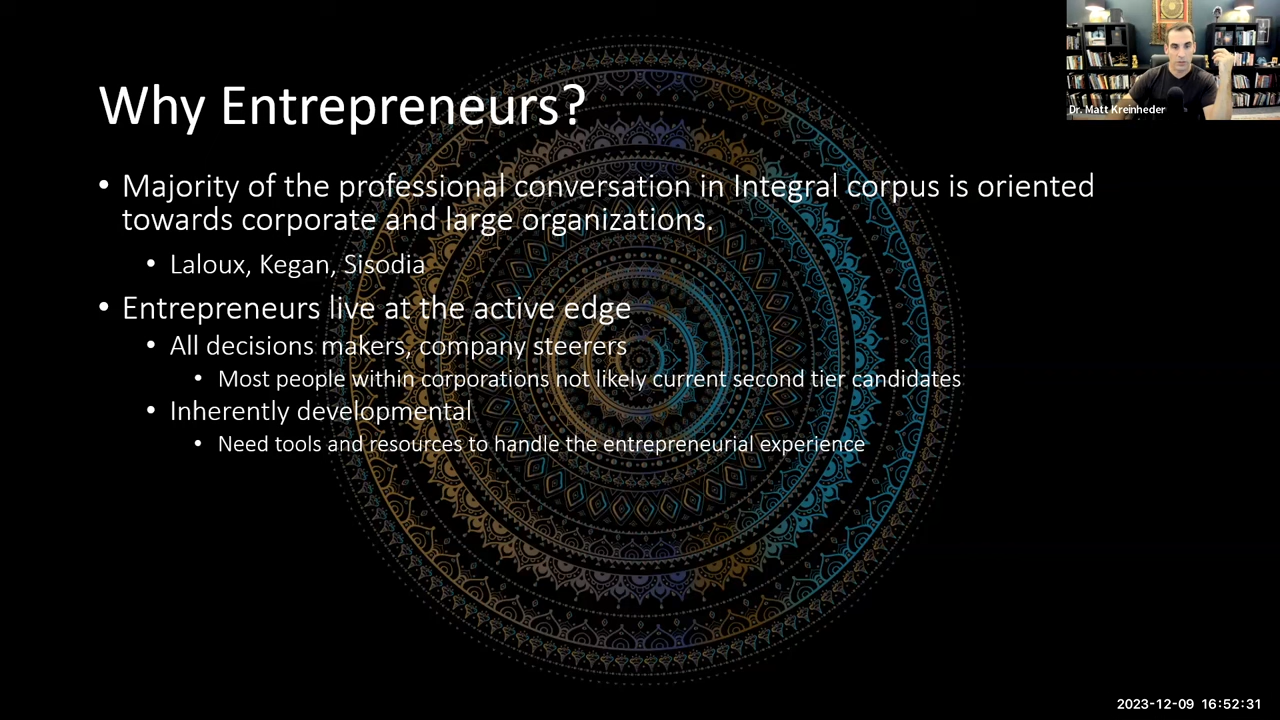 Dr. Matt Kreinheder
Why Entrepreneurs?
• Majority of the professional conversation in Integral corpus is oriented
towards corporate and large organizations.
• Laloux, Kegan, Sisodia
• Entrepreneurs live at the active edge
• All decisions makers, company steerers
• Most people within corporations not likely current second tier candidates
• Inherently developmental
• Need tools and resources to handle the entrepreneurial experience
2023-12-09 16:52:31